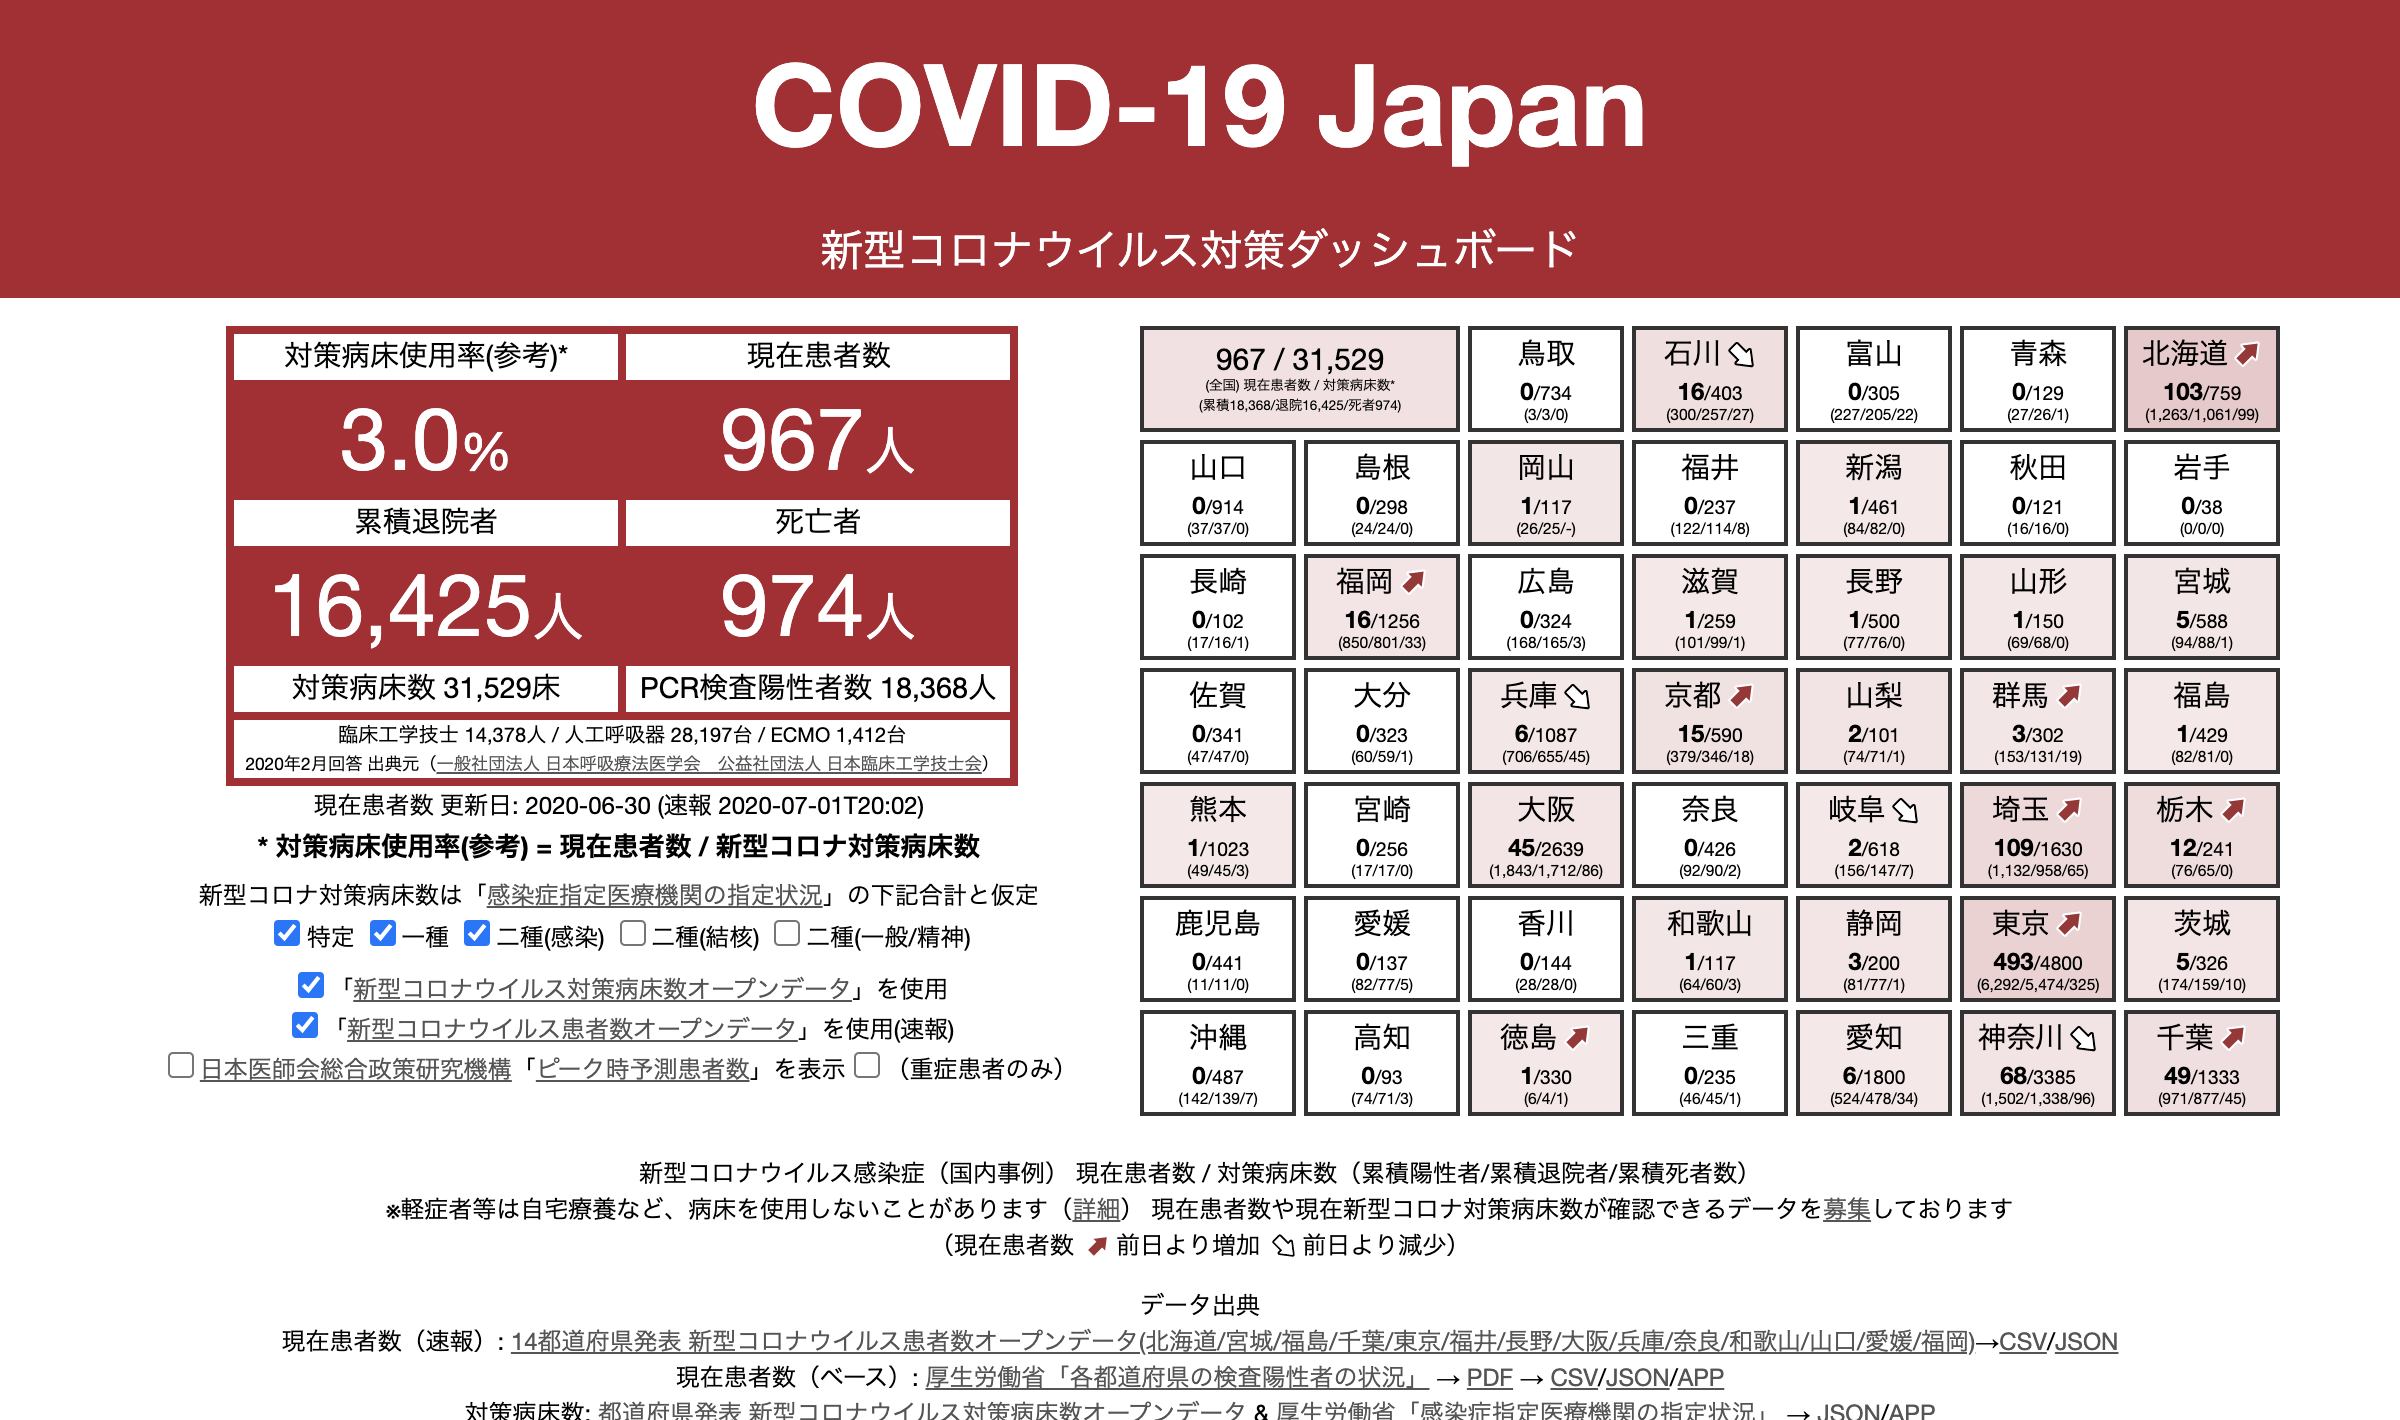 COVID-19 Japan
新型コロナウイルス対策ダッシュボード
対策病床使用率(参考)*
現在患者数
3.0%
967人
累積退院者
死亡者
16,425人
974人
対策病床数 31,529床
PCR検査陽性者数 18,368人
臨床工学技士 14,378人 / 人工呼吸器 28,197台 / ECMO 1,412台
2020年2月回答 出典元（一般社団法人 日本呼吸療法医学会　公益社団法人 日本臨床工学技士会）
現在患者数 更新日: 2020-06-30 (速報 2020-07-01T20:02)
* 対策病床使用率(参考) = 現在患者数 / 新型コロナ対策病床数
新型コロナ対策病床数は「感染症指定医療機関の指定状況」の下記合計と仮定
特定 一種 二種(感染) 二種(結核) 二種(一般/精神)
「新型コロナウイルス対策病床数オープンデータ」を使用
「新型コロナウイルス患者数オープンデータ」を使用(速報)
日本医師会総合政策研究機構「ピーク時予測患者数」を表示 （重症患者のみ）
967 / 31,529
(全国) 現在患者数 / 対策病床数*
(累積18,368/退院16,425/死者974)
鳥取
0/734
(3/3/0)
石川
16/403
(300/257/27)
富山
0/305
(227/205/22)
青森
0/129
(27/26/1)
北海道
103/759
(1,263/1,061/99)
山口
0/914
(37/37/0)
島根
0/298
(24/24/0)
岡山
1/117
(26/25/-)
福井
0/237
(122/114/8)
新潟
1/461
(84/82/0)
秋田
0/121
(16/16/0)
岩手
0/38
(0/0/0)
長崎
0/102
(17/16/1)
福岡
16/1256
(850/801/33)
広島
0/324
(168/165/3)
滋賀
1/259
(101/99/1)
長野
1/500
(77/76/0)
山形
1/150
(69/68/0)
宮城
5/588
(94/88/1)
佐賀
0/341
(47/47/0)
大分
0/323
(60/59/1)
兵庫
6/1087
(706/655/45)
京都
15/590
(379/346/18)
山梨
2/101
(74/71/1)
群馬
3/302
(153/131/19)
福島
1/429
(82/81/0)
熊本
1/1023
(49/45/3)
宮崎
0/256
(17/17/0)
大阪
45/2639
(1,843/1,712/86)
奈良
0/426
(92/90/2)
岐阜
2/618
(156/147/7)
埼玉
109/1630
(1,132/958/65)
栃木
12/241
(76/65/0)
鹿児島
0/441
(11/11/0)
愛媛
0/137
(82/77/5)
香川
0/144
(28/28/0)
和歌山
1/117
(64/60/3)
静岡
3/200
(81/77/1)
東京
493/4800
(6,292/5,474/325)
茨城
5/326
(174/159/10)
沖縄
0/487
(142/139/7)
高知
0/93
(74/71/3)
徳島
1/330
(6/4/1)
三重
0/235
(46/45/1)
愛知
6/1800
(524/478/34)
神奈川
68/3385
(1,502/1,338/96)
千葉
49/1333
(971/877/45)
新型コロナウイルス感染症（国内事例） 現在患者数 / 対策病床数（累積陽性者/累積退院者/累積死者数）
※軽症者等は自宅療養など、病床を使用しないことがあります（詳細） 現在患者数や現在新型コロナ対策病床数が確認できるデータを募集しております
（現在患者数 前日より増加 前日より減少）
データ出典
現在患者数（速報）: 14都道府県発表 新型コロナウイルス患者数オープンデータ(北海道/宮城/福島/千葉/東京/福井/長野/大阪/兵庫/奈良/和歌山/山口/愛媛/福岡)→CSV/JSON
現在患者数（ベース）: 厚生労働省「各都道府県の検査陽性者の状況」 → PDF → CSV/JSON/APP
対策病床数: 都道府県発表 新型コロナウイルス対策病床数オープンデータ & 厚生労働省「感染症指定医療機関の指定状況」 → JSON/APP